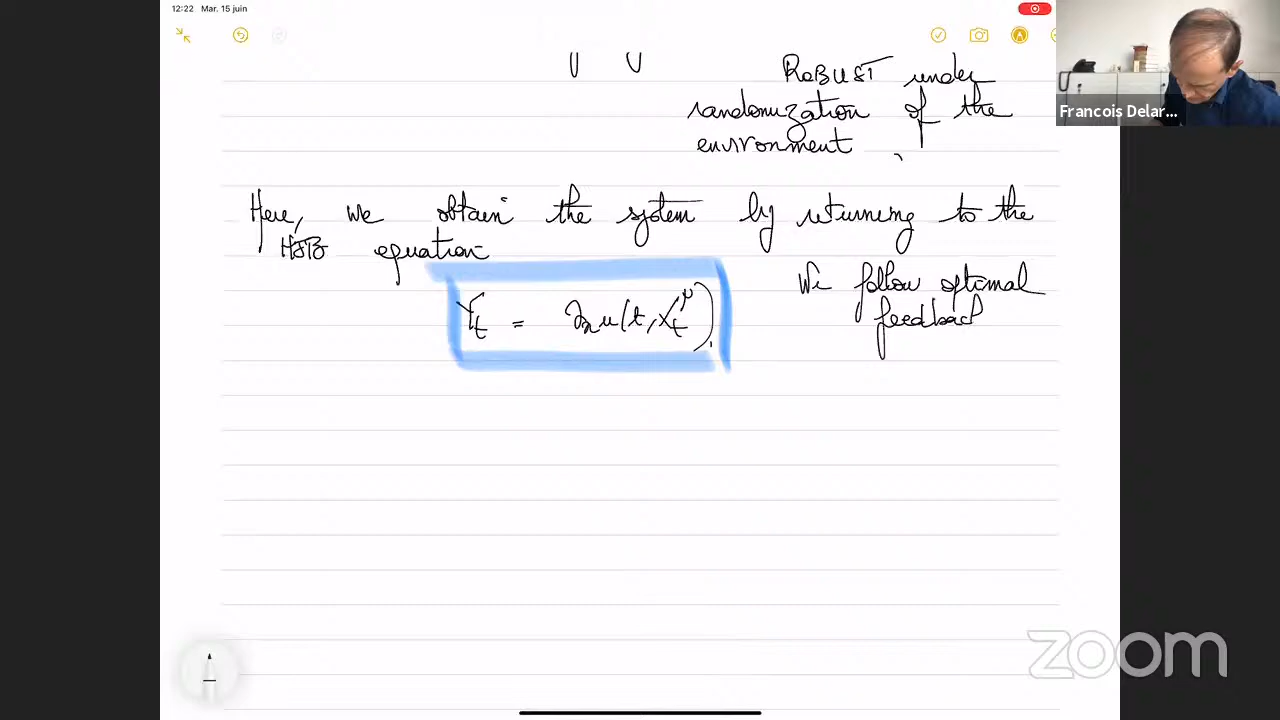 12:22 Mar. 15 juin
ROBUST under
randomization of the
environment
Francois Delar...
Here, we obtain the system by returning to the
HJB equation
We follow optimal
feedback
Y_t = ∂_x u(t, X_t^μ).
zoom